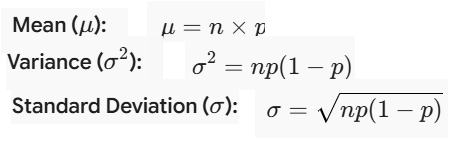 Mean (μ): μ = n × p
Variance (σ²): σ² = np(1 − p)
Standard Deviation (σ): σ = √np(1 − p)